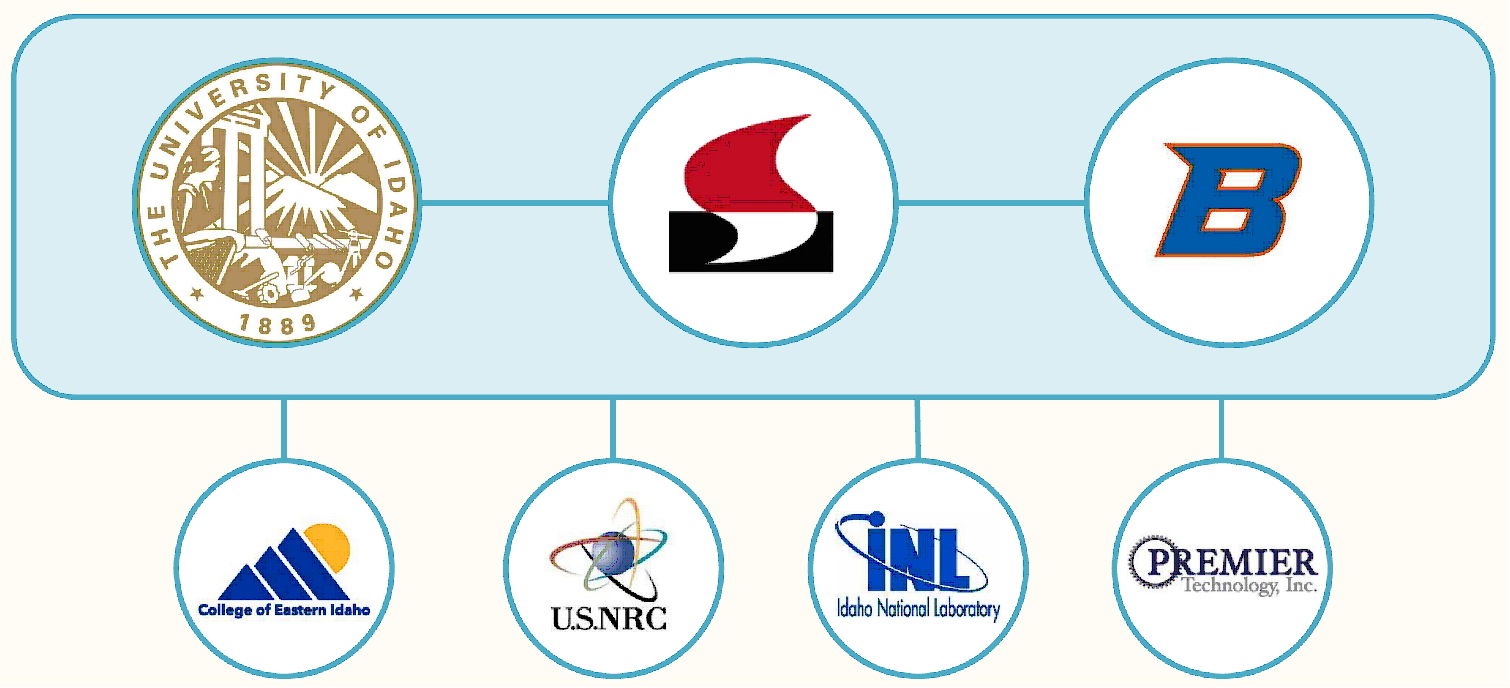 THE UNIVERSITY OF IDAHO
1889
S
B
College of Eastern Idaho
U.S.NRC
INL
Idaho National Laboratory
PREMIER
Technology, Inc.